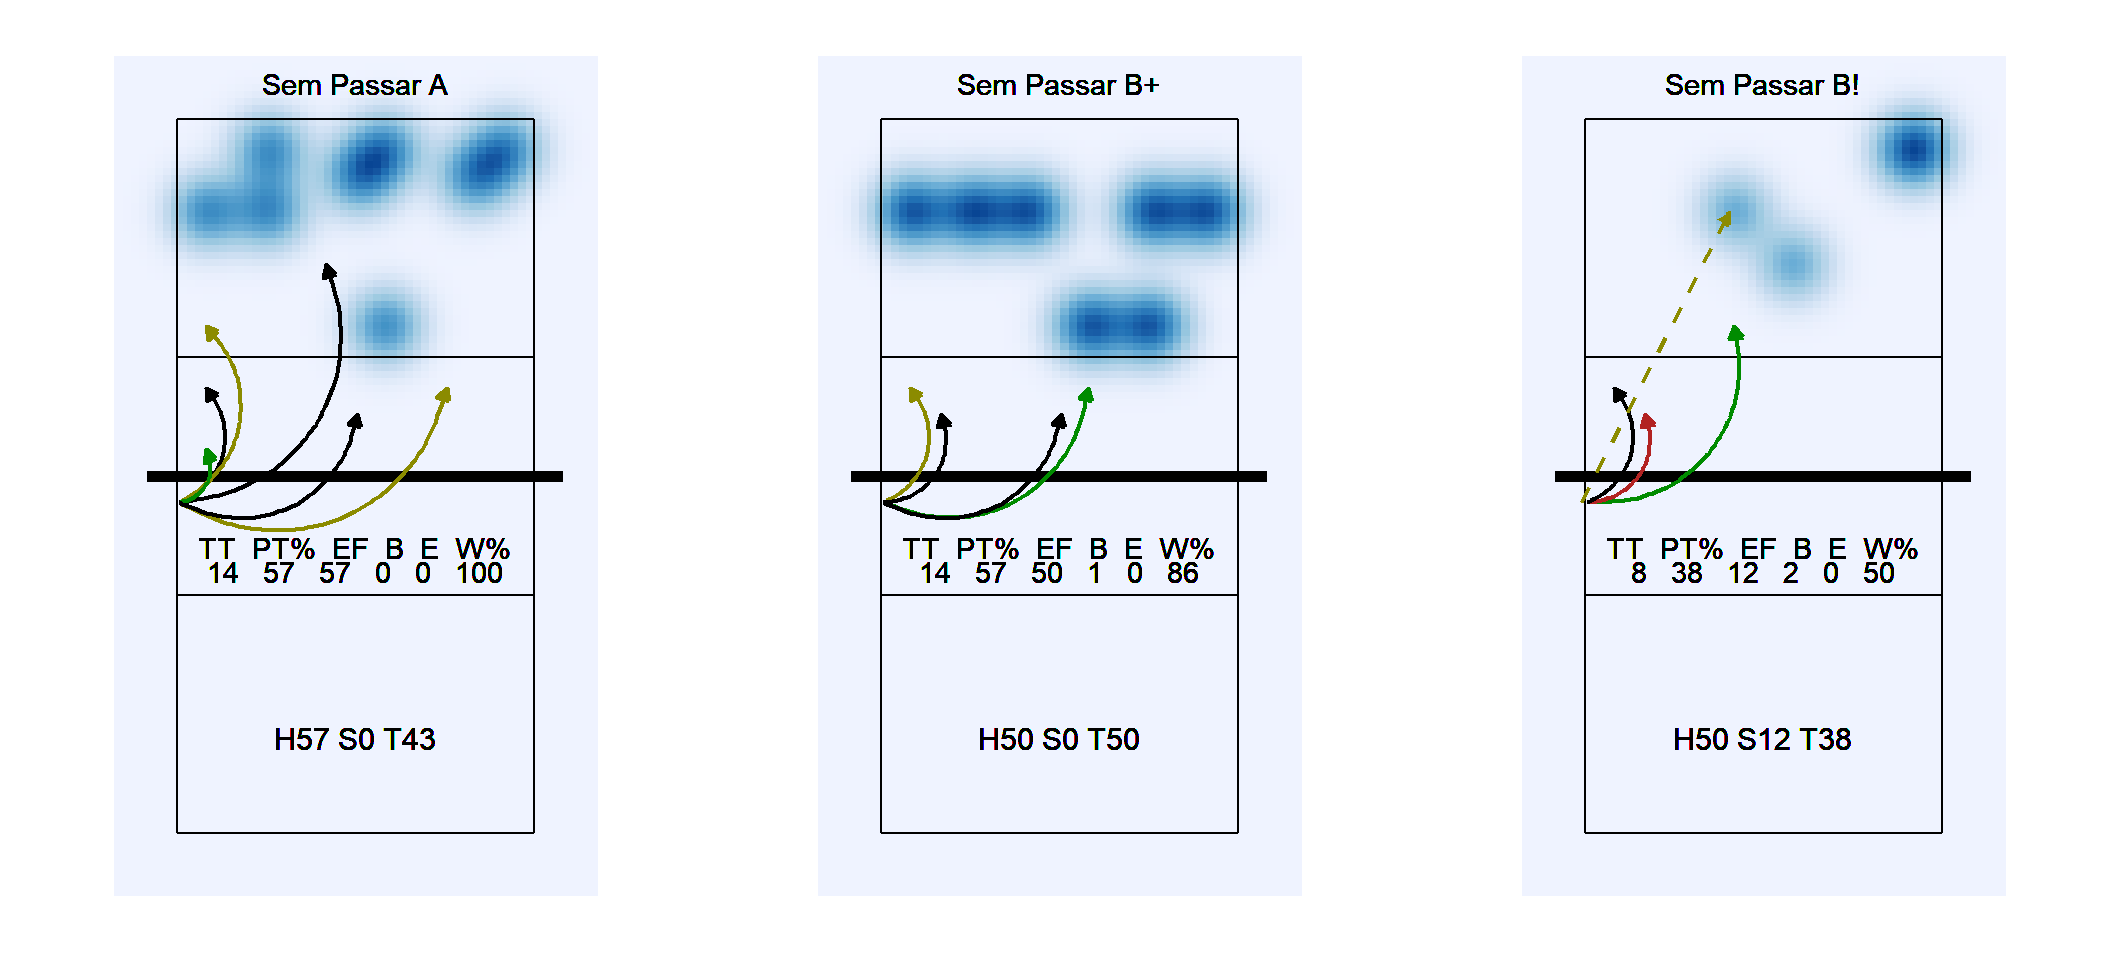 Sem Passar A
TT PT% EF B E W%
14 57 57 0 0 100
H57 S0 T43
Sem Passar B+
TT PT% EF B E W%
14 57 50 1 0 86
H50 S0 T50
Sem Passar B!
TT PT% EF B E W%
8 38 12 2 0 50
H50 S12 T38